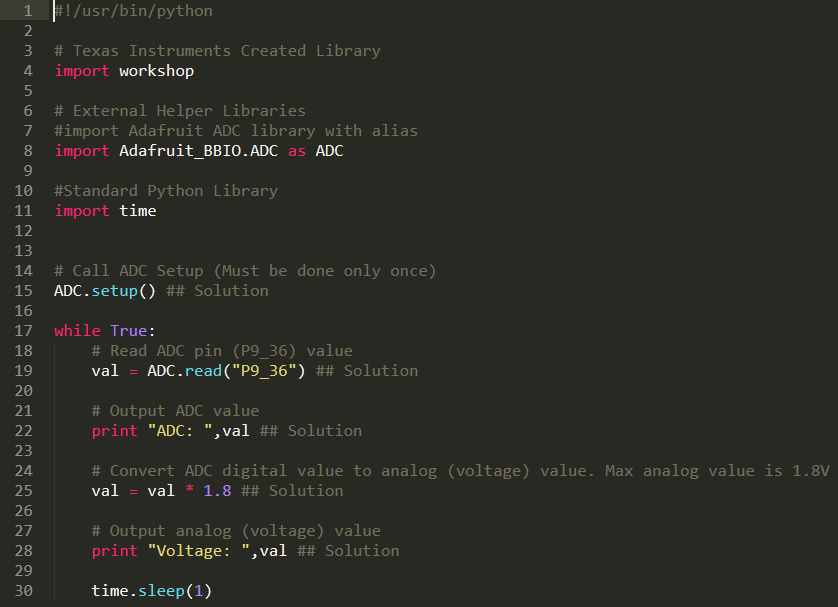 1 #!/usr/bin/python
2
3 # Texas Instruments Created Library
4 import workshop
5
6 # External Helper Libraries
7 #import Adafruit ADC library with alias
8 import Adafruit_BBIO.ADC as ADC
9
10 #Standard Python Library
11 import time
12
13
14 # Call ADC Setup (Must be done only once)
15 ADC.setup() ## Solution
16
17 while True:
18     # Read ADC pin (P9_36) value
19     val = ADC.read("P9_36") ## Solution
20
21     # Output ADC value
22     print "ADC: ",val ## Solution
23
24     # Convert ADC digital value to analog (voltage) value. Max analog value is 1.8V
25     val = val * 1.8 ## Solution
26
27     # Output analog (voltage) value
28     print "Voltage: ",val ## Solution
29
30     time.sleep(1)